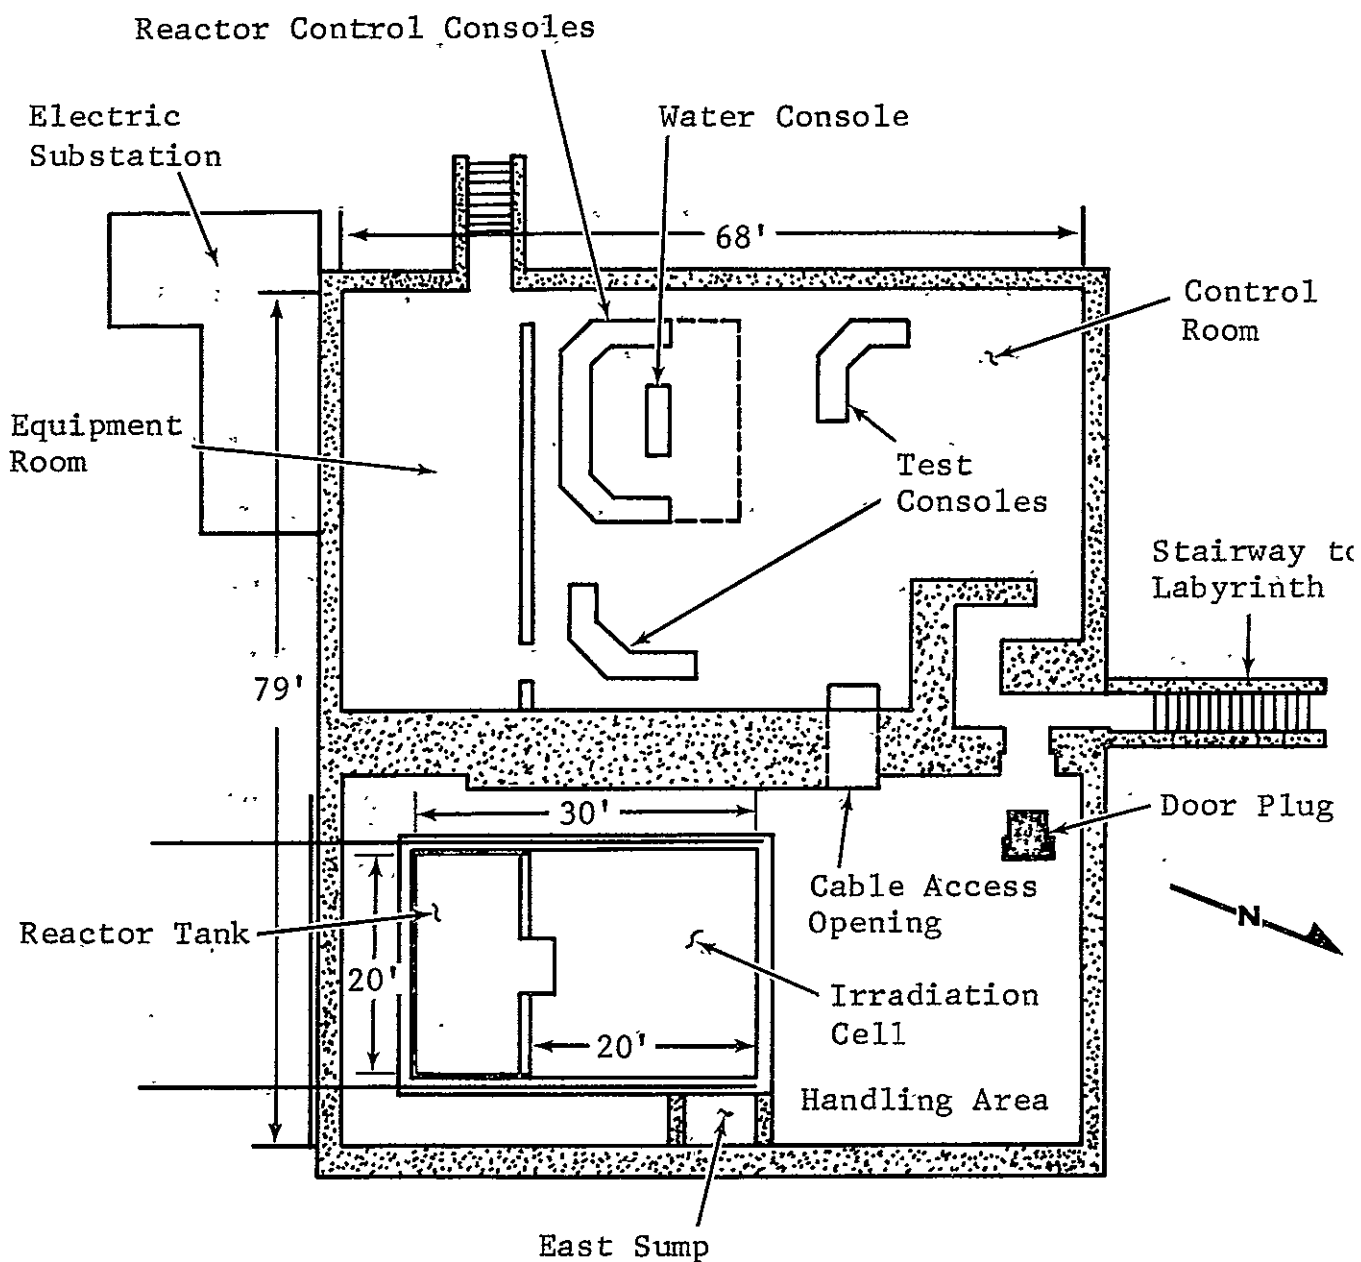 Reactor Control Consoles
Electric
Substation
Water Console
68'
Control
Room
Equipment
Room
Test
Consoles
Stairway to
Labyrinth
79'
30'
Door Plug
Cable Access
Opening
N
Reactor Tank
20'
Irradiation
Cell
20'
Handling Area
East Sump